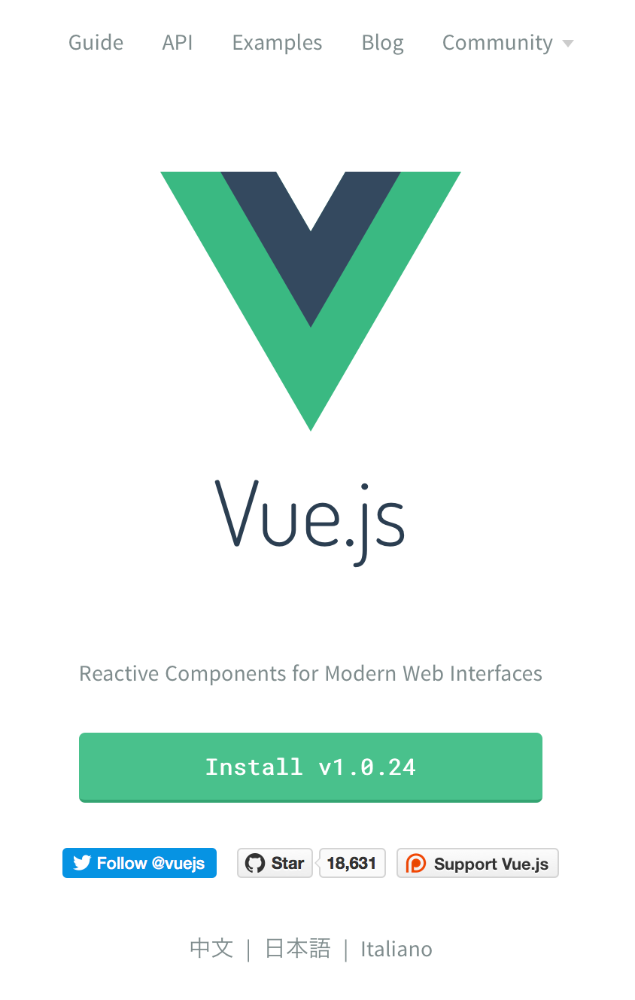 Guide API Examples Blog Community
Vue.js
Reactive Components for Modern Web Interfaces
Install v1.0.24
Follow @vuejs Star 18,631 Support Vue.js
中文 | 日本語 | Italiano